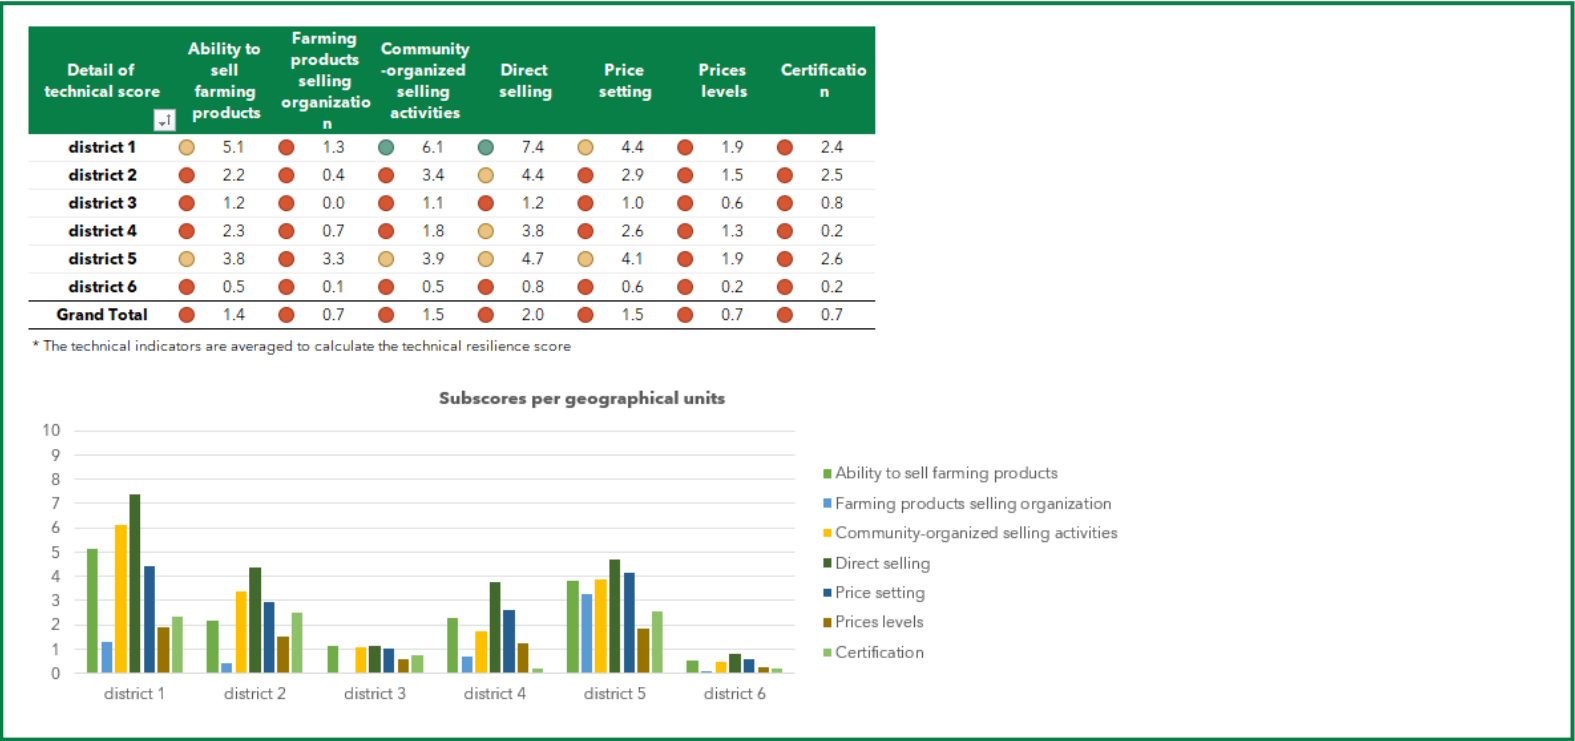 Detail of
technical score
Ability to
sell
farming
products
Farming
products
selling
organizatio
n
Community
-organized
selling
activities
Direct
selling
Price
setting
Prices
levels
Certificatio
n
district 1 5.1 1.3 6.1 7.4 4.4 1.9 2.4
district 2 2.2 0.4 3.4 4.4 2.9 1.5 2.5
district 3 1.2 0.0 1.1 1.2 1.0 0.6 0.8
district 4 2.3 0.7 1.8 3.8 2.6 1.3 0.2
district 5 3.8 3.3 3.9 4.7 4.1 1.9 2.6
district 6 0.5 0.1 0.5 0.8 0.6 0.2 0.2
Grand Total 1.4 0.7 1.5 2.0 1.5 0.7 0.7
* The technical indicators are averaged to calculate the technical resilience score
Subscores per geographical units
10
9
8
7
6
5
4
3
2
1
0
district 1 district 2 district 3 district 4 district 5 district 6
Ability to sell farming products
Farming products selling organization
Community-organized selling activities
Direct selling
Price setting
Prices levels
Certification